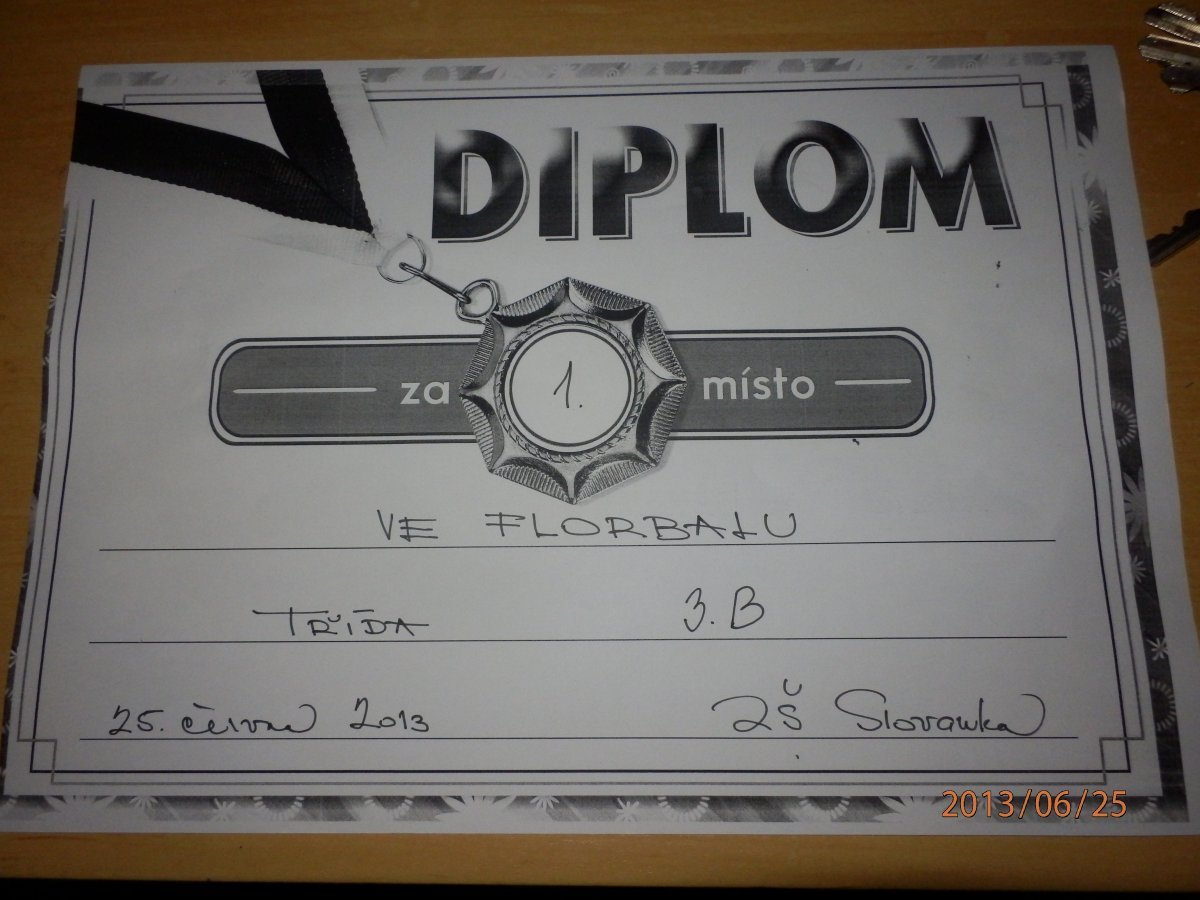 DIPLOM
za 1. místo
VE FLORBALU
TŘÍDA 3.B
25. června 2013 ZŠ Slovanka
2013/06/25